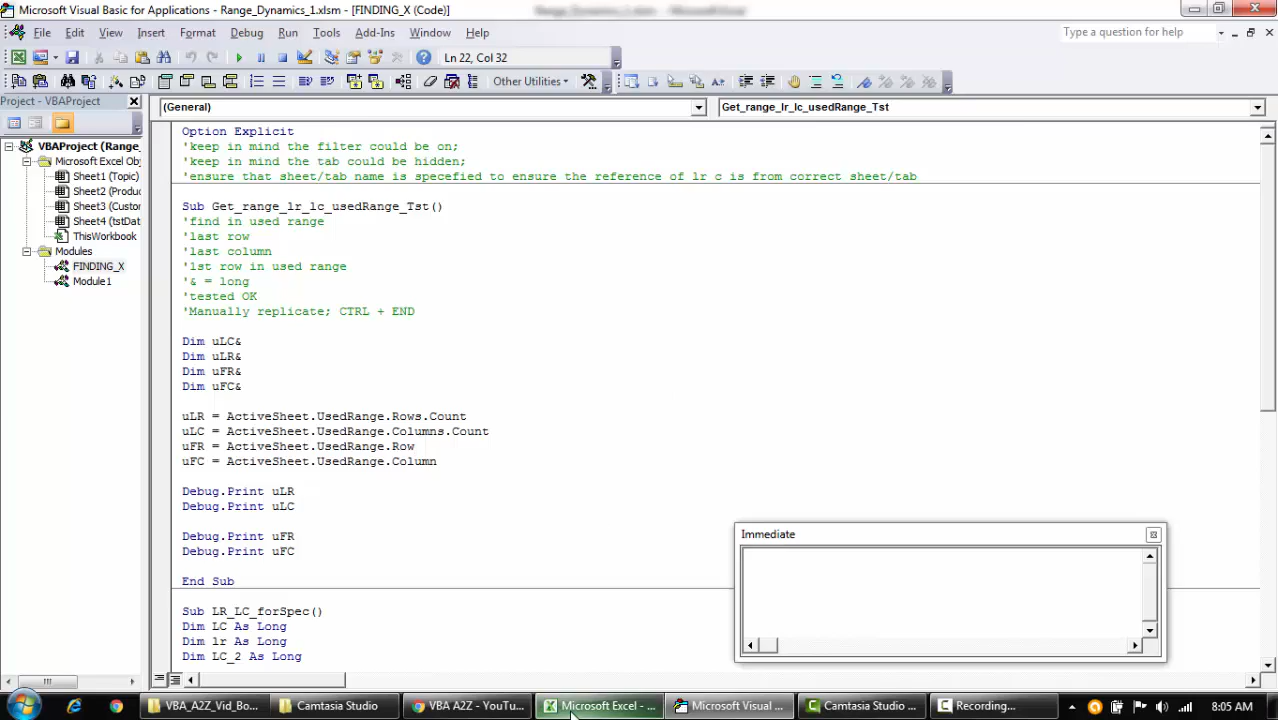 Microsoft Visual Basic for Applications - Range_Dynamics_1.xlsm - [FINDING_X (Code)]
File Edit View Insert Format Debug Run Tools Add-Ins Window Help
Type a question for help
Ln 22, Col 32
Other Utilities
Project - VBAProject
(General)
Get_range_lr_lc_usedRange_Tst
VBAProject (Range_
Microsoft Excel Obj
Sheet1 (Topic)
Sheet2 (Produc
Sheet3 (Custom
Sheet4 (tstDat
ThisWorkbook
Modules
FINDING_X
Module1
Option Explicit
'keep in mind the filter could be on;
'keep in mind the tab could be hidden;
'ensure that sheet/tab name is specefied to ensure the reference of lr c is from correct sheet/tab
Sub Get_range_lr_lc_usedRange_Tst()
'find in used range
'last row
'last column
'1st row in used range
'& = long
'tested OK
'Manually replicate; CTRL + END
Dim uLC&
Dim uLR&
Dim uFR&
Dim uFC&
uLR = ActiveSheet.UsedRange.Rows.Count
uLC = ActiveSheet.UsedRange.Columns.Count
uFR = ActiveSheet.UsedRange.Row
uFC = ActiveSheet.UsedRange.Column
Debug.Print uLR
Debug.Print uLC
Debug.Print uFR
Debug.Print uFC
End Sub
Sub LR_LC_forSpec()
Dim LC As Long
Dim lr As Long
Dim LC_2 As Long
Immediate
VBA_A2Z_Vid_Bo...
Camtasia Studio
VBA A2Z - YouTu...
Microsoft Excel - ...
Microsoft Visual ...
Camtasia Studio ...
Recording...
8:05 AM